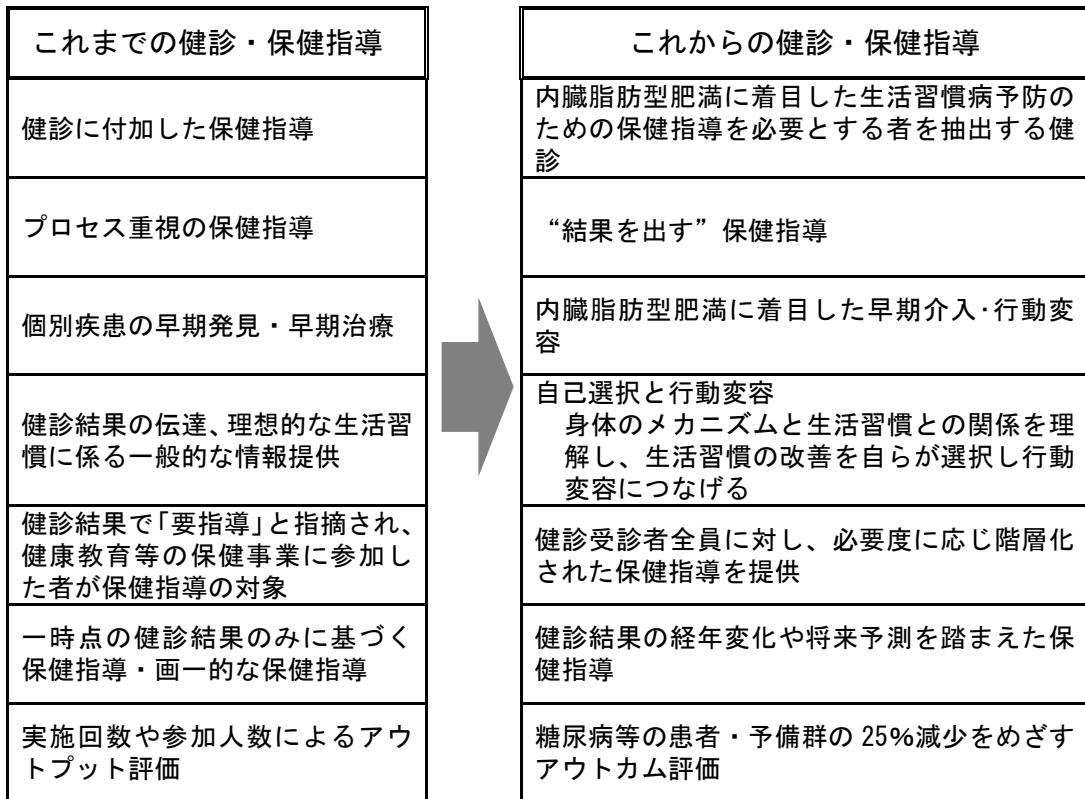 これまでの健診・保健指導
これからの健診・保健指導
健診に付加した保健指導
内臓脂肪型肥満に着目した生活習慣病予防の
ための保健指導を必要とする者を抽出する健
診
プロセス重視の保健指導
“結果を出す”保健指導
個別疾患の早期発見・早期治療
内臓脂肪型肥満に着目した早期介入・行動変
容
健診結果の伝達、理想的な生活習
慣に係る一般的な情報提供
自己選択と行動変容
身体のメカニズムと生活習慣との関係を理
解し、生活習慣の改善を自らが選択し行動
変容につなげる
健診結果で「要指導」と指摘され、
健康教育等の保健事業に参加し
た者が保健指導の対象
健診受診者全員に対し、必要度に応じ階層化
された保健指導を提供
一時点の健診結果のみに基づく
保健指導・画一的な保健指導
健診結果の経年変化や将来予測を踏まえた保
健指導
実施回数や参加人数によるアウ
トプット評価
糖尿病等の患者・予備群の 25%減少をめざす
アウトカム評価